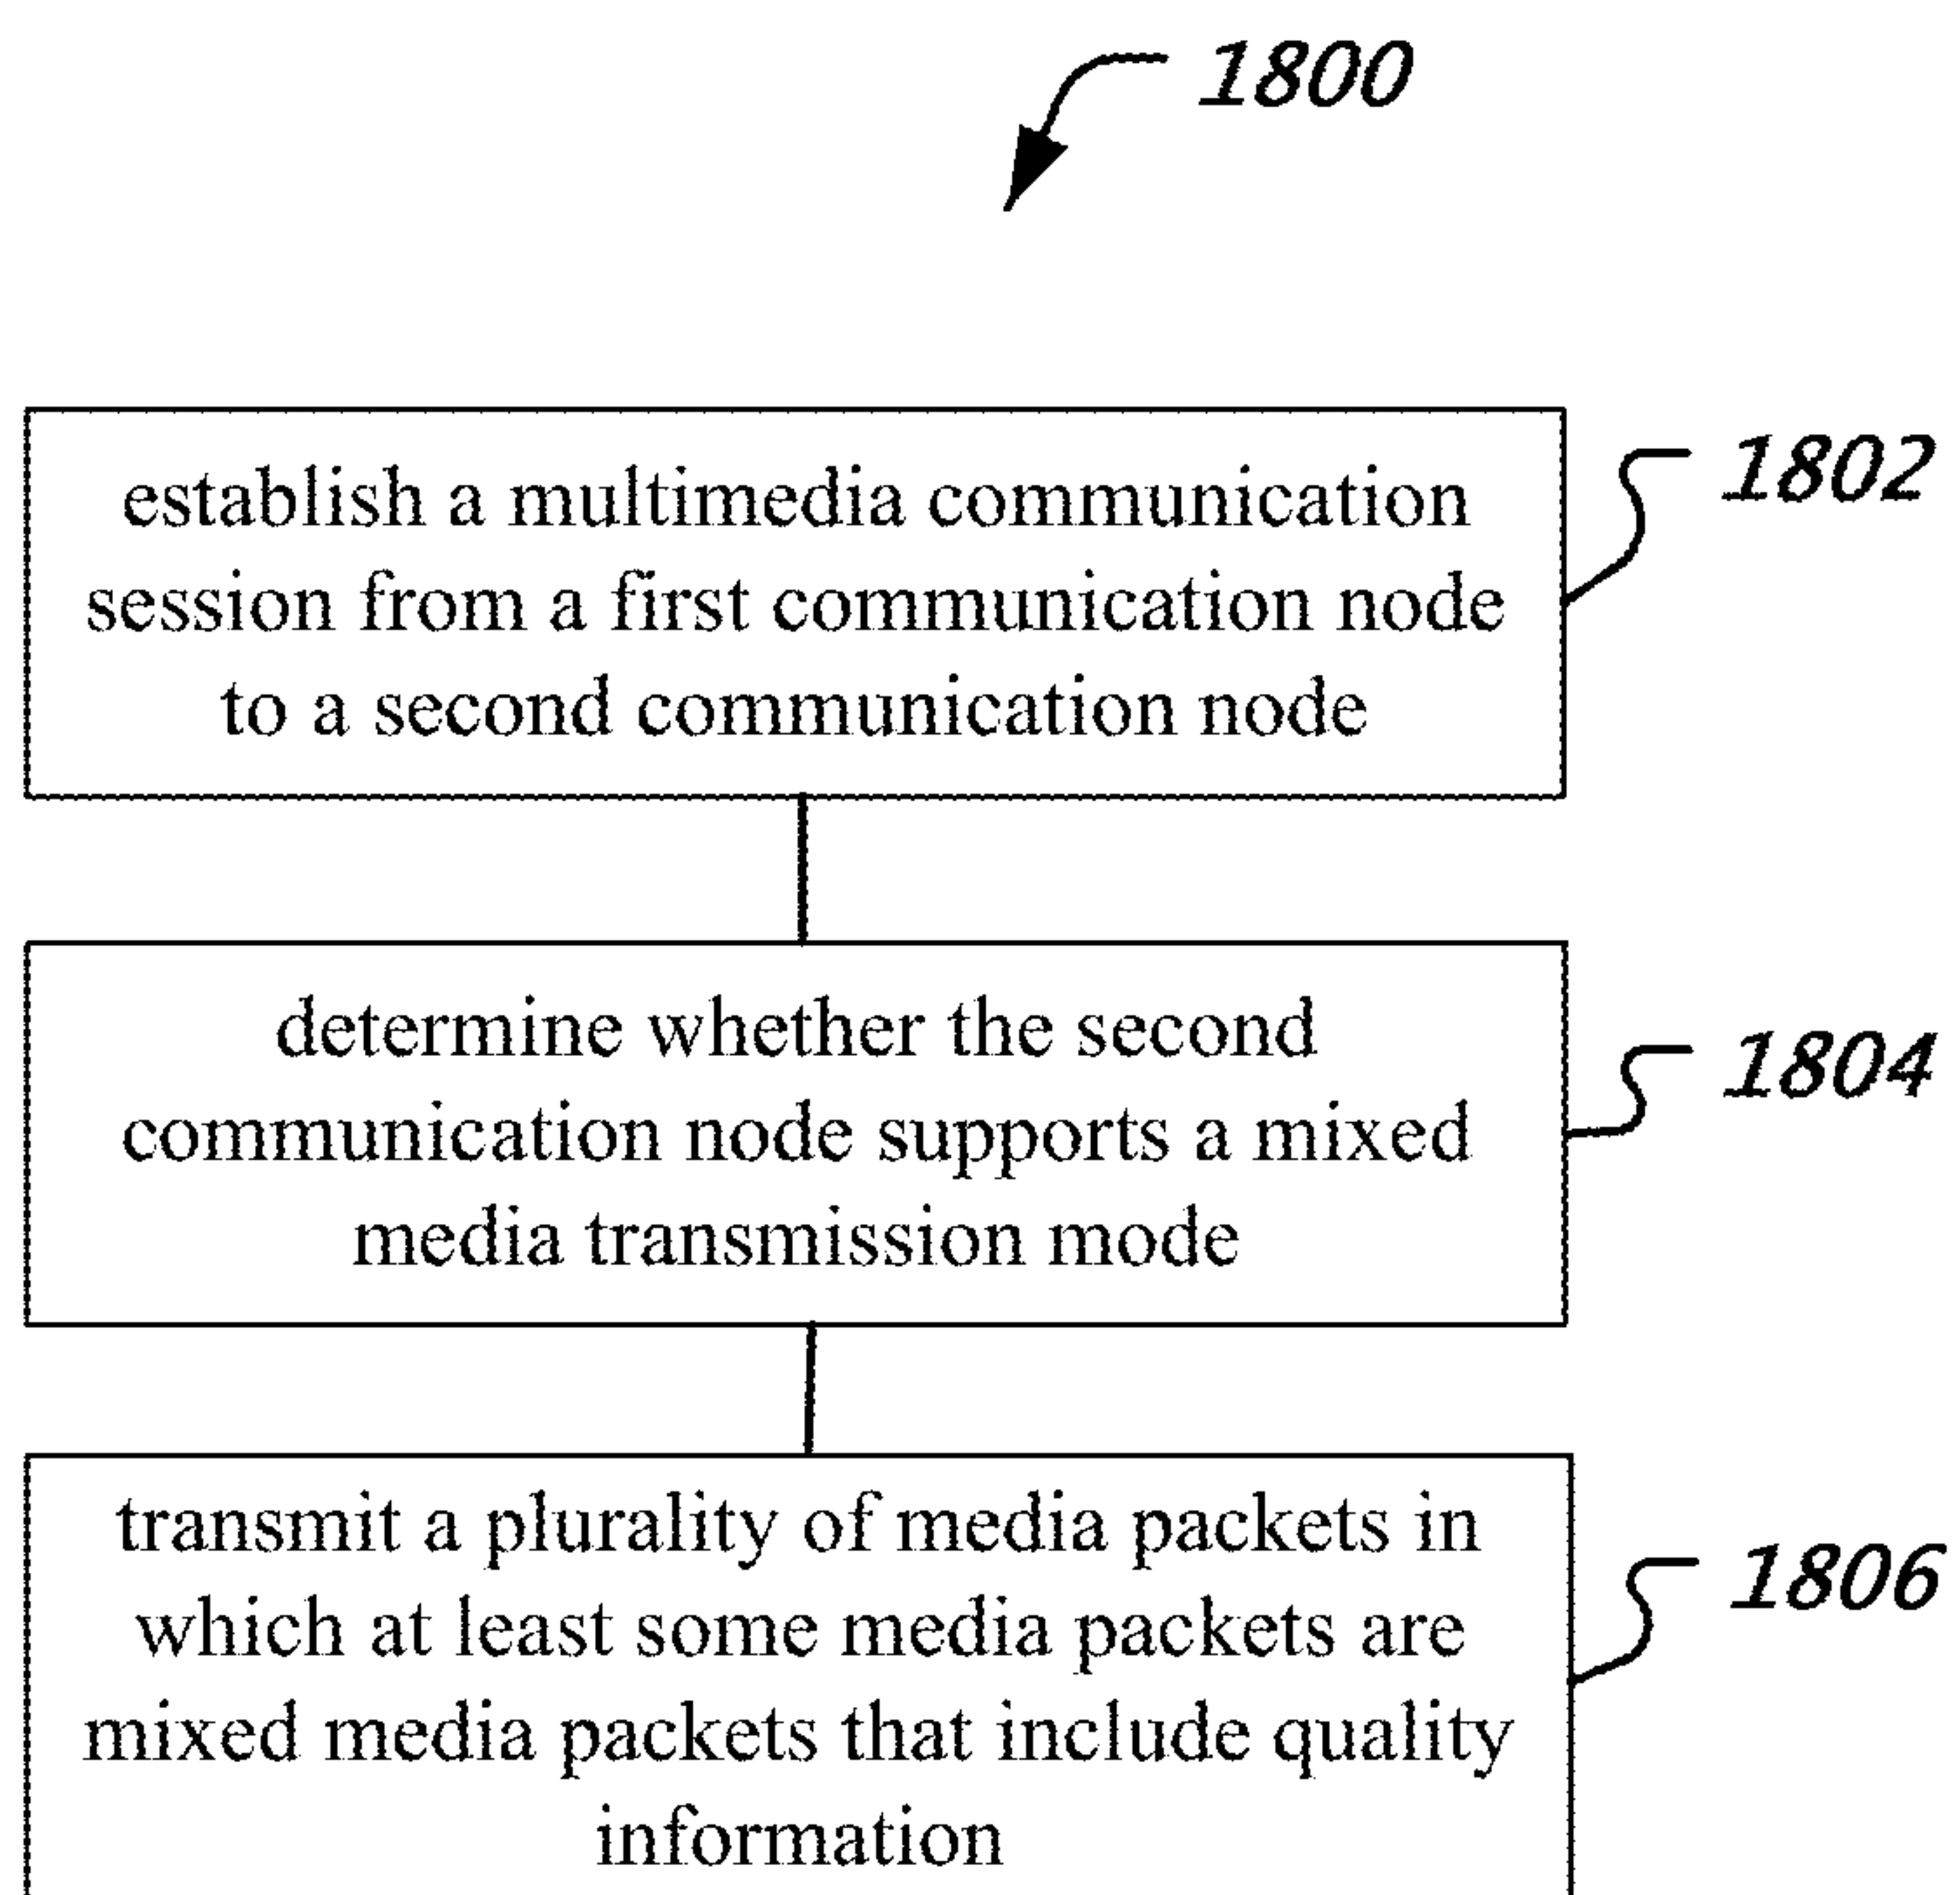 1800
establish a multimedia communication
session from a first communication node
to a second communication node
1802
determine whether the second
communication node supports a mixed
media transmission mode
1804
transmit a plurality of media packets in
which at least some media packets are
mixed media packets that include quality
information
1806